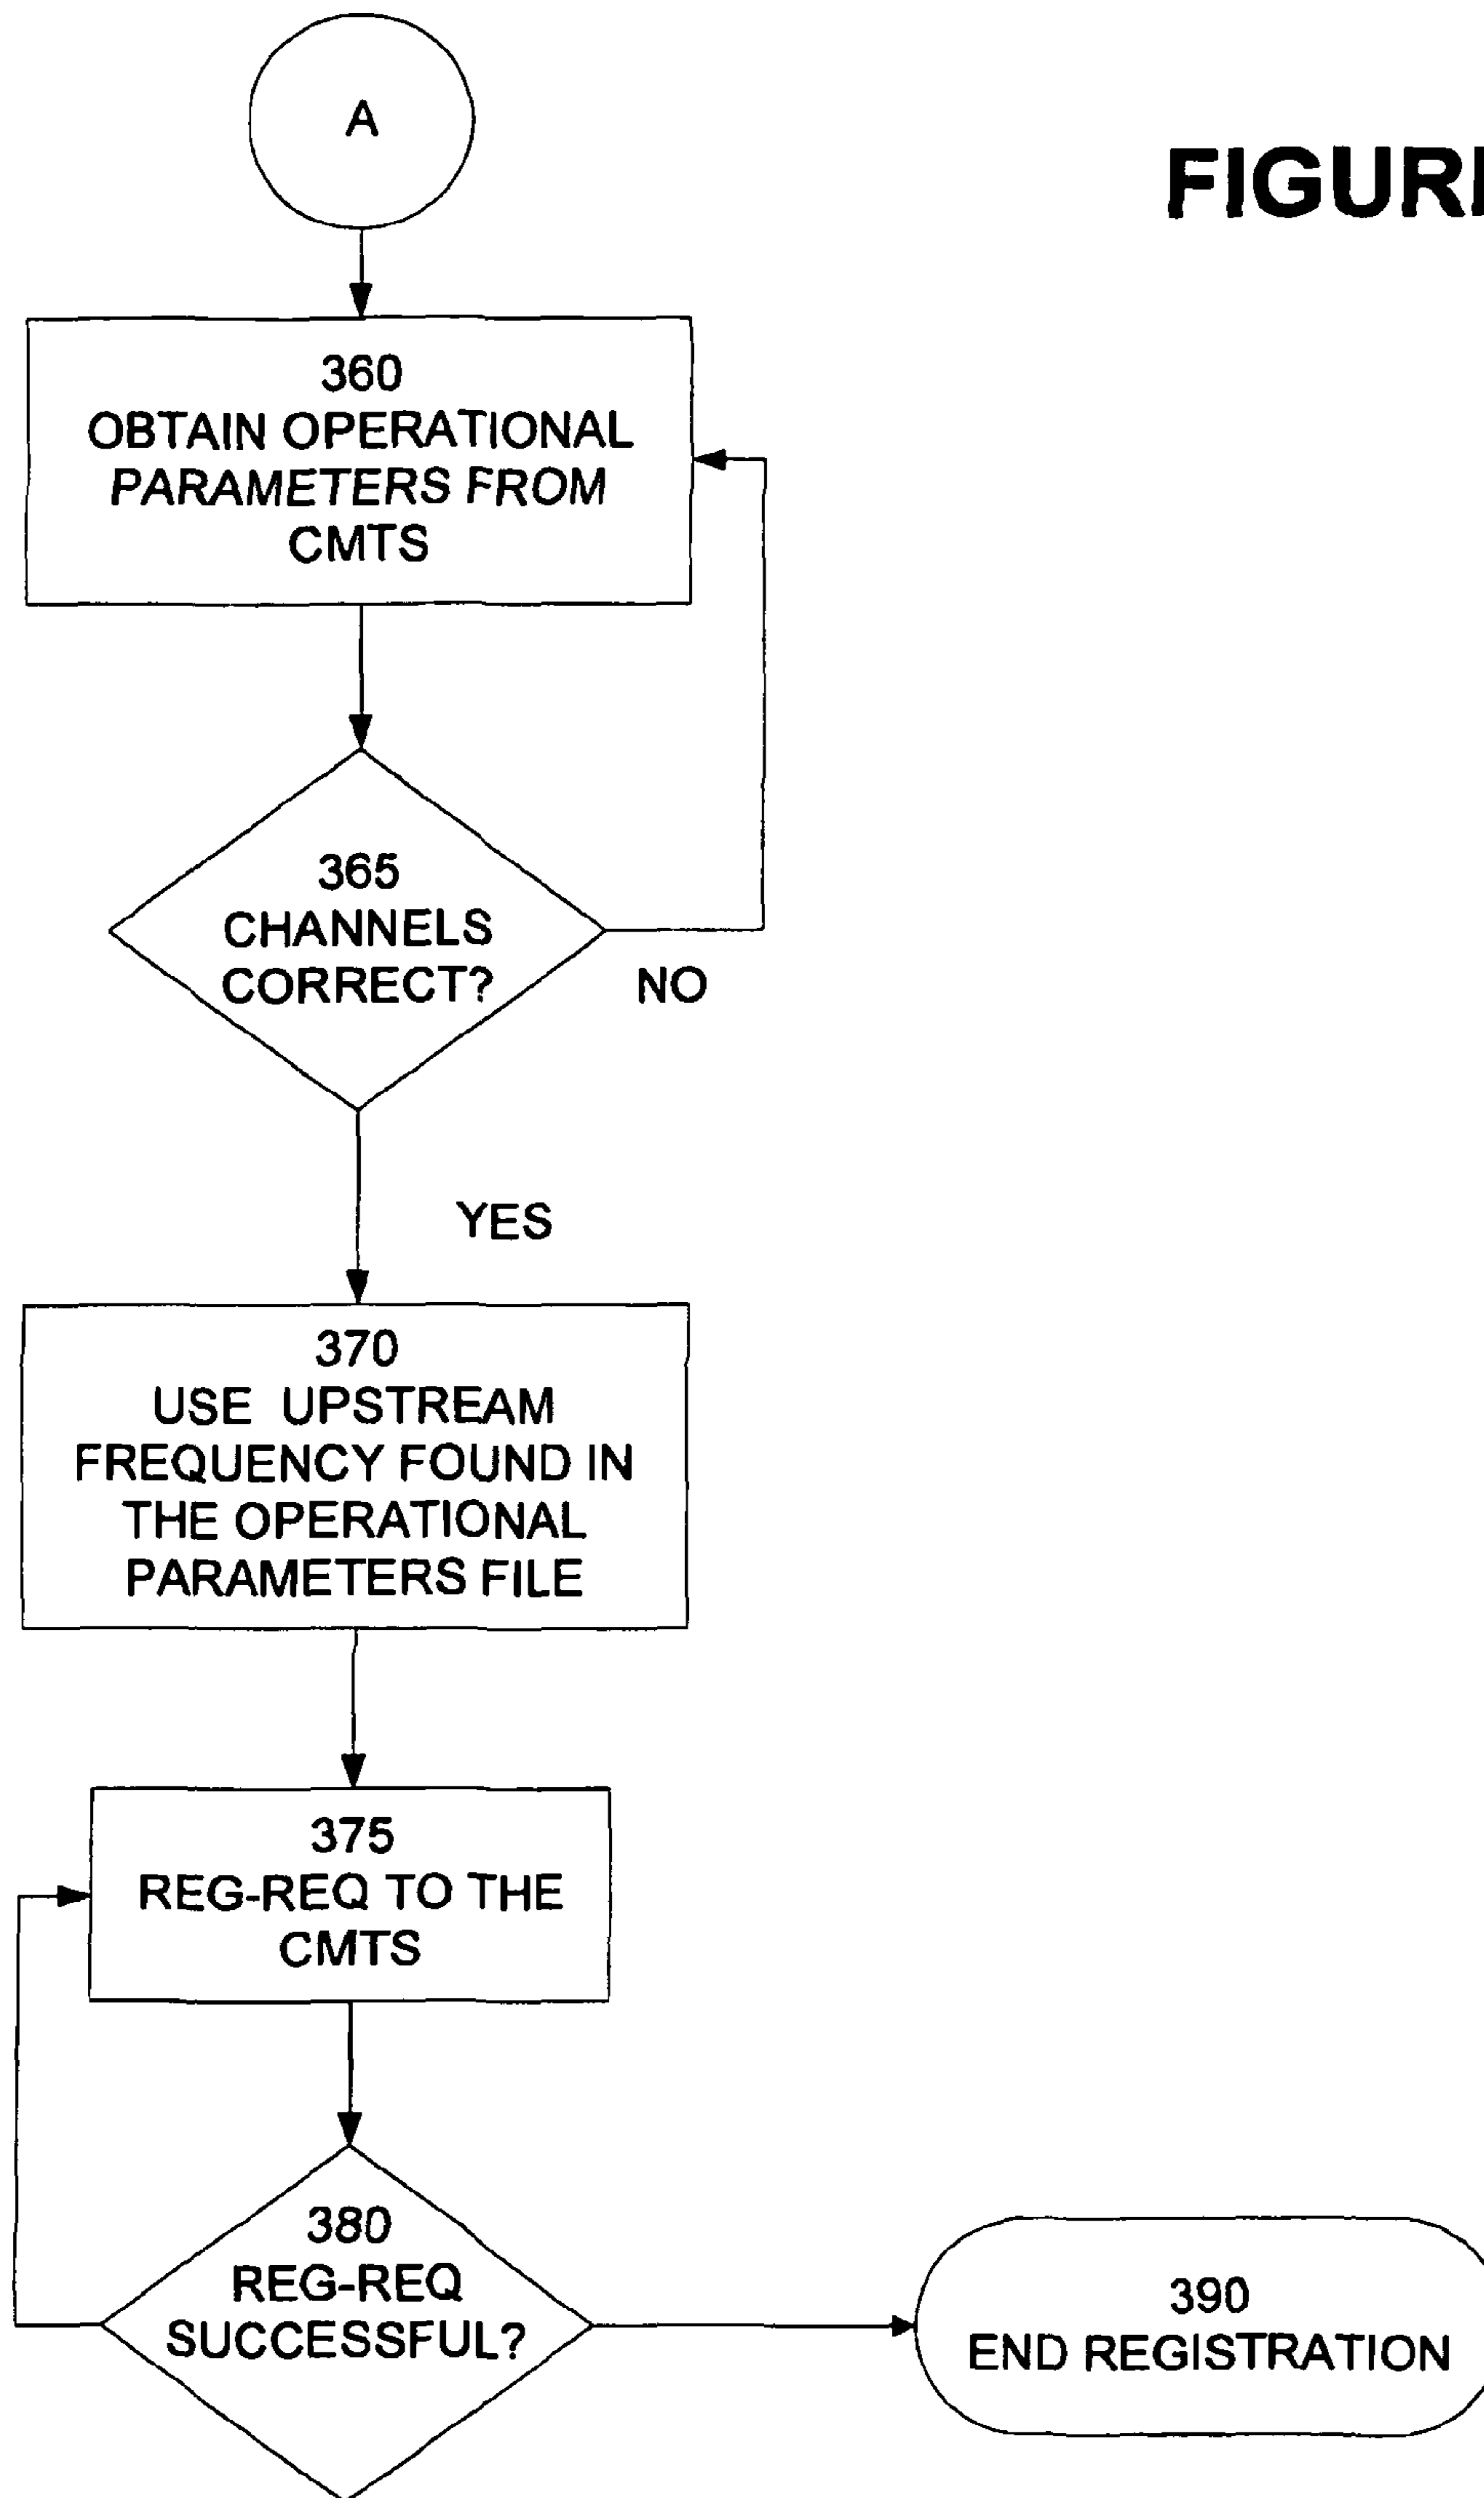 A
FIGUR
360
OBTAIN OPERATIONAL
PARAMETERS FROM
CMTS
365
CHANNELS
CORRECT?
NO
YES
370
USE UPSTREAM
FREQUENCY FOUND IN
THE OPERATIONAL
PARAMETERS FILE
375
REG-REQ TO THE
CMTS
380
REG-REQ
SUCCESSFUL?
390
END REGISTRATION